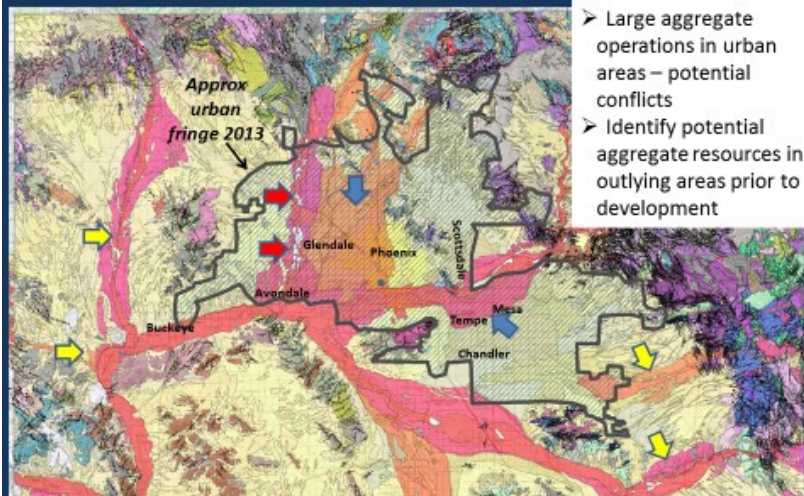 ➢ Large aggregate
operations in urban
areas – potential
conflicts
➢ Identify potential
aggregate resources in
outlying areas prior to
development
Approx
urban
fringe 2013
Glendale
Phoenix
Scottsdale
Avondale
Buckeye
Tempe
Mesa
Chandler